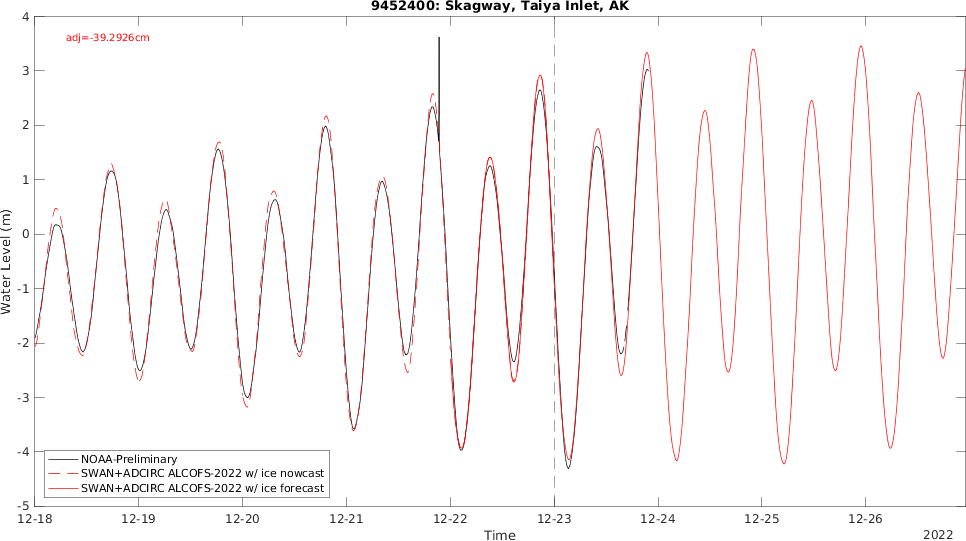 9452400: Skagway, Taiya Inlet, AK
adj=-39.2926cm
4
3
2
1
0
-1
-2
-3
-4
-5
Water Level (m)
NOAA-Preliminary
SWAN+ADCIRC ALCOFS-2022 w/ ice nowcast
SWAN+ADCIRC ALCOFS-2022 w/ ice forecast
12-18 12-19 12-20 12-21 12-22 12-23 12-24 12-25 12-26
Time
2022